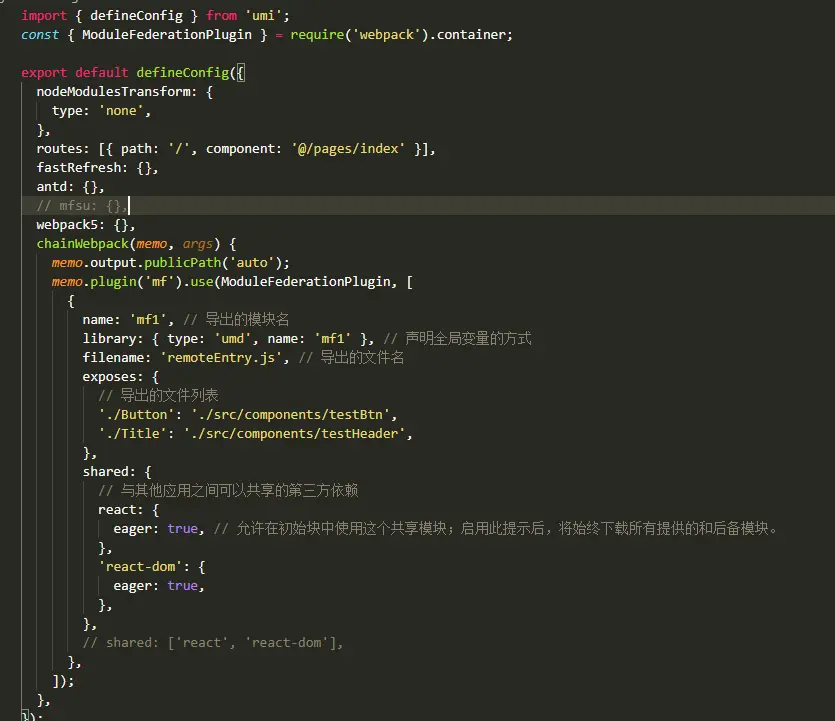 import { defineConfig } from 'umi';
const { ModuleFederationPlugin } = require('webpack').container;
export default defineConfig({
nodeModulesTransform: {
type: 'none',
},
routes: [{ path: '/', component: '@/pages/index' }],
fastRefresh: {},
antd: {},
// mfsu: {},
webpack5: {},
chainWebpack(memo, args) {
memo.output.publicPath('auto');
memo.plugin('mf').use(ModuleFederationPlugin, [
{
name: 'mf1', // 导出的模块名
library: { type: 'umd', name: 'mf1' }, // 声明全局变量的方式
filename: 'remoteEntry.js', // 导出的文件名
exposes: {
// 导出的文件列表
'./Button': './src/components/testBtn',
'./Title': './src/components/testHeader',
},
shared: {
// 与其他应用之间可以共享的第三方依赖
react: {
eager: true, // 允许在初始块中使用这个共享模块；启用此提示后，将始终下载所有提供的和后备模块。
},
'react-dom': {
eager: true,
},
},
// shared: ['react', 'react-dom'],
},
]);
},
});